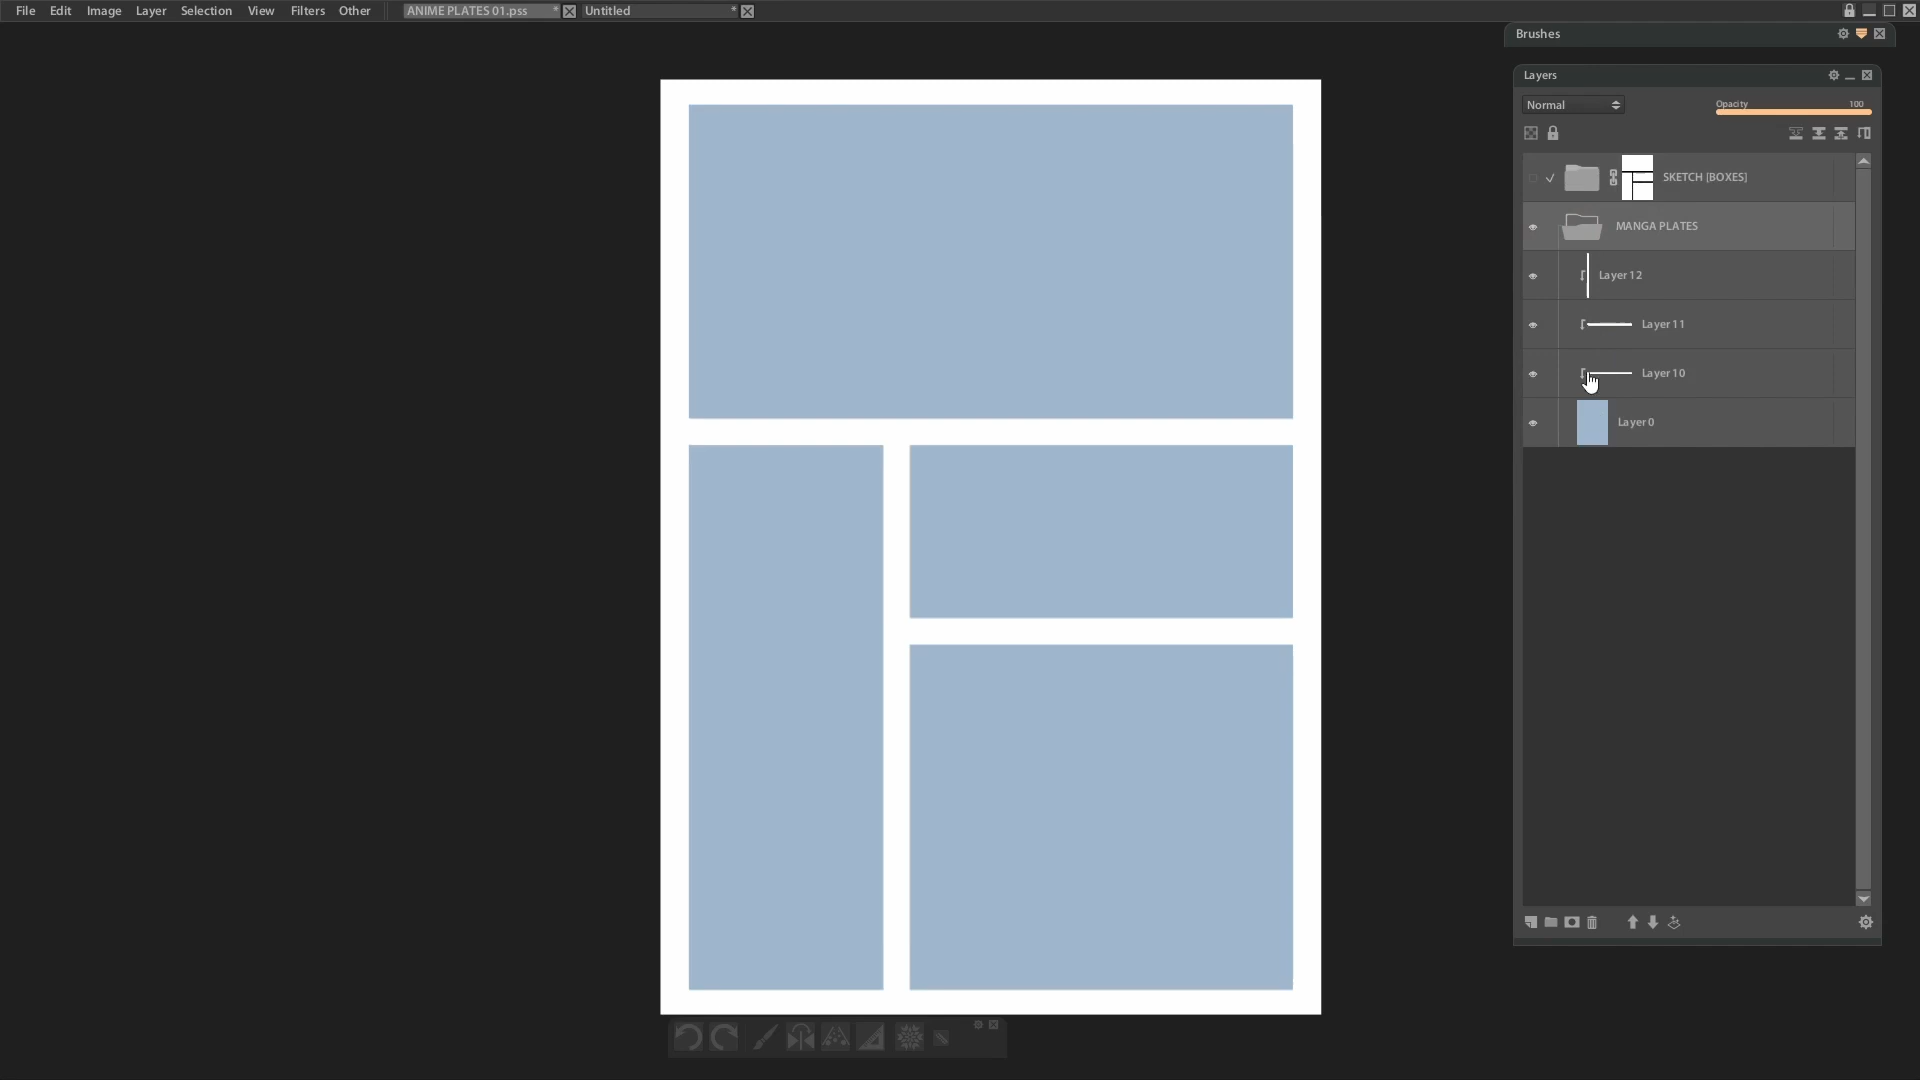 File Edit Image Layer Selection View Filters Other ANIME PLATES 01.pss * Untitled *
Brushes
Layers
Normal Opacity 100
SKETCH [BOXES]
MANGA PLATES
Layer 12
Layer 11
Layer 10
Layer 0